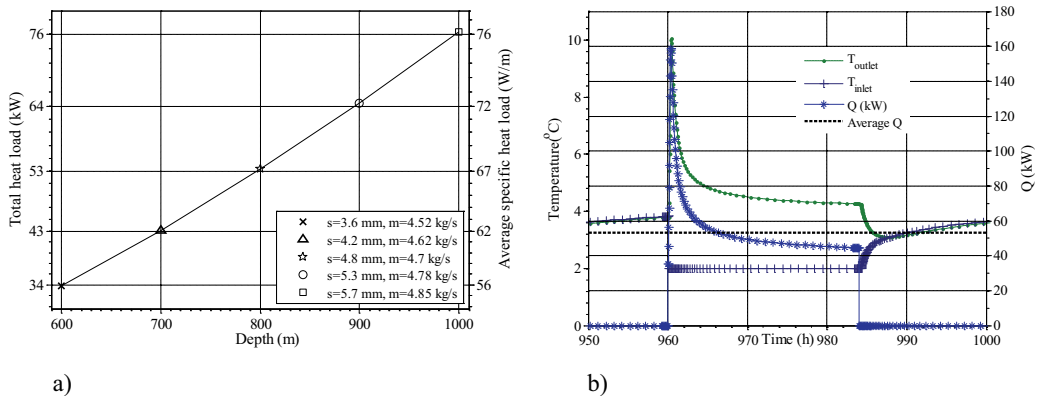 76
64
53
43
34
Total heat load (kW)
76
72
67
62
56
Average specific heat load (W/m)
s=3.6 mm, m=4.52 kg/s
s=4.2 mm, m=4.62 kg/s
s=4.8 mm, m=4.7 kg/s
s=5.3 mm, m=4.78 kg/s
s=5.7 mm, m=4.85 kg/s
600 700 800 900 1000
Depth (m)
a)
10
8
6
4
2
0
Temperature(°C)
180
160
140
120
100
80
60
40
20
0
Q (kW)
Toutlet
Tinlet
Q (kW)
Average Q
950 960 970 980 990 1000
Time (h)
b)